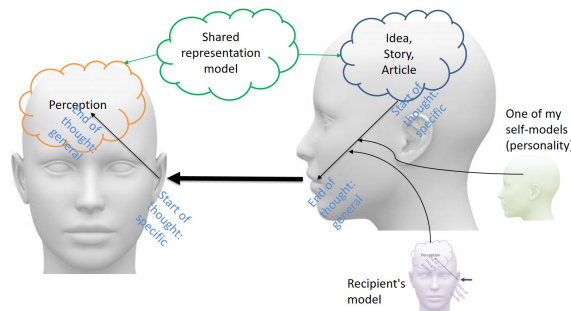 Shared
representation
model
Idea,
Story,
Article
Perception
End of
thought:
general
Start of
thought:
specific
Start of
thought:
specific
End of
thought:
general
One of my
self-models
(personality)
Recipient's
model
Perception